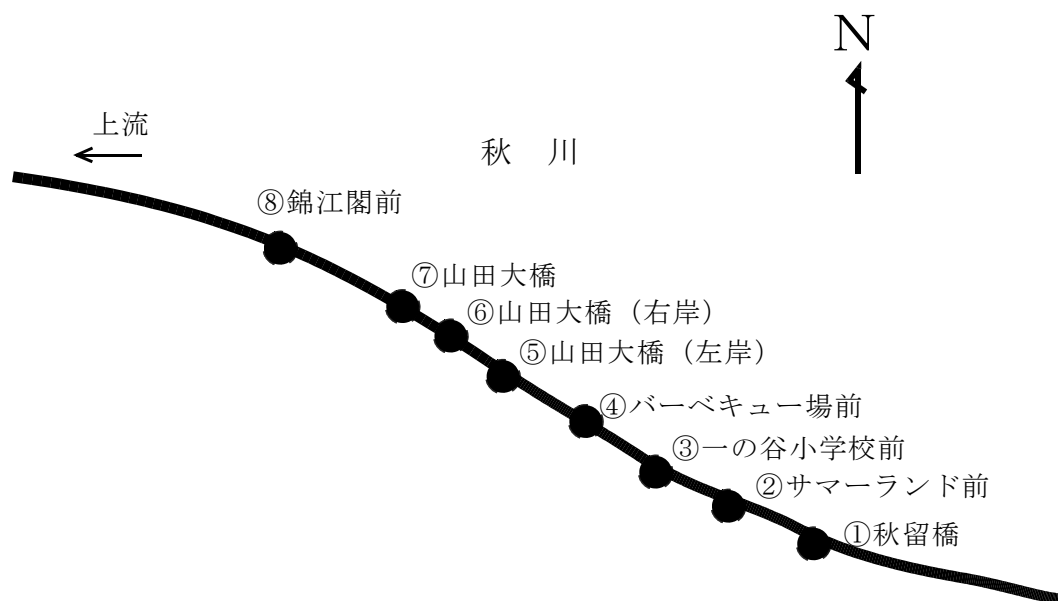 N
上流
秋 川
⑧錦江閣前
⑦山田大橋
⑥山田大橋（右岸）
⑤山田大橋（左岸）
④バーベキュー場前
③一の谷小学校前
②サマーランド前
①秋留橋